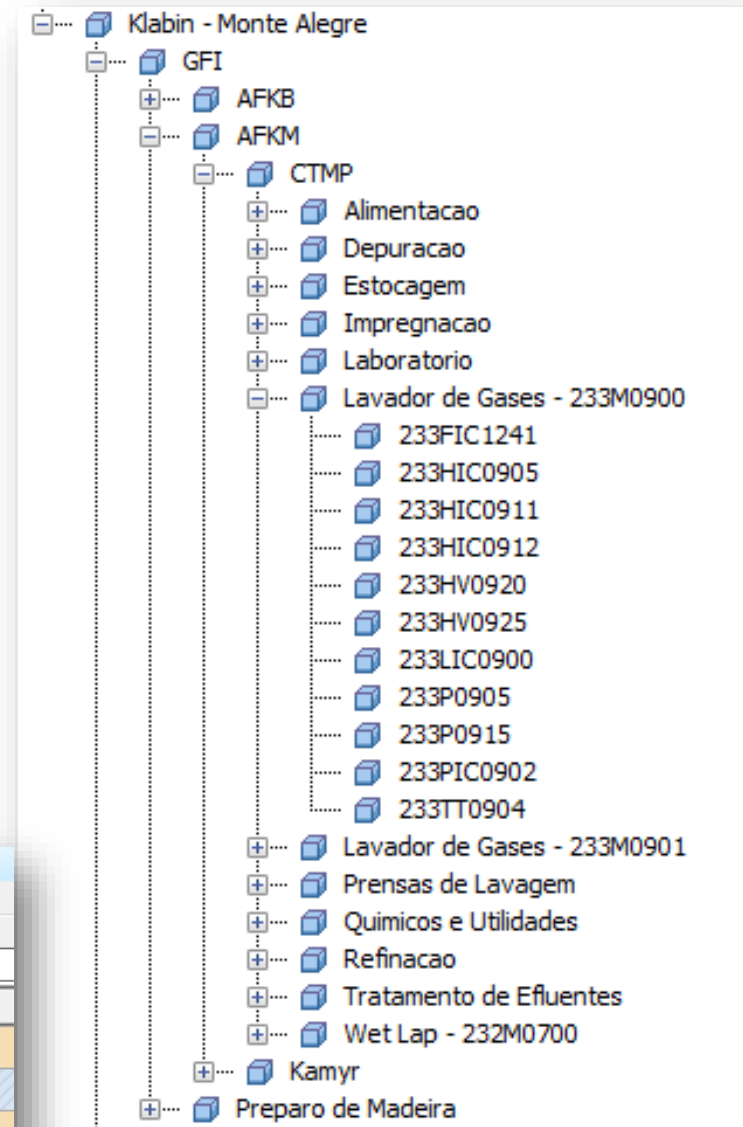 Klabin - Monte Alegre
GFI
AFKB
AFKM
CTMP
Alimentacao
Depuracao
Estocagem
Impregnacao
Laboratorio
Lavador de Gases - 233M0900
233FIC1241
233HIC0905
233HIC0911
233HIC0912
233HV0920
233HV0925
233LIC0900
233P0905
233P0915
233PIC0902
233TT0904
Lavador de Gases - 233M0901
Prensas de Lavagem
Quimicos e Utilidades
Refinacao
Tratamento de Efluentes
Wet Lap - 232M0700
Kamyr
Preparo de Madeira